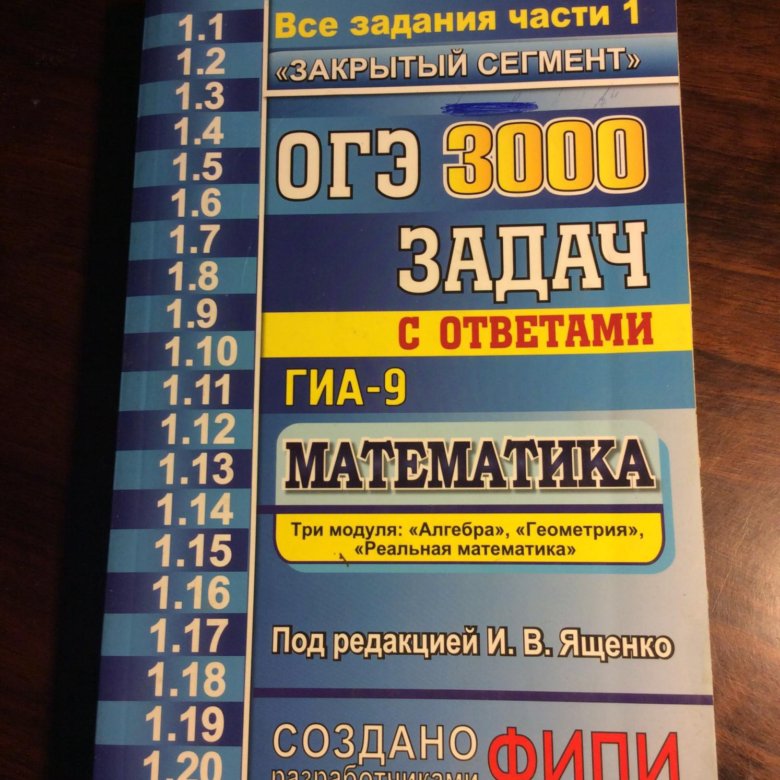 1.1
1.2
1.3
1.4
1.5
1.6
1.7
1.8
1.9
1.10
1.11
1.12
1.13
1.14
1.15
1.16
1.17
1.18
1.19
1.20
Все задания части 1
«ЗАКРЫТЫЙ СЕГМЕНТ»
ОГЭ 3000
ЗАДАЧ
С ОТВЕТАМИ
ГИА-9
МАТЕМАТИКА
Три модуля: «Алгебра», «Геометрия»,
«Реальная математика»
Под редакцией И. В. Ященко
СОЗДАНО ФИПИ
разработчиками